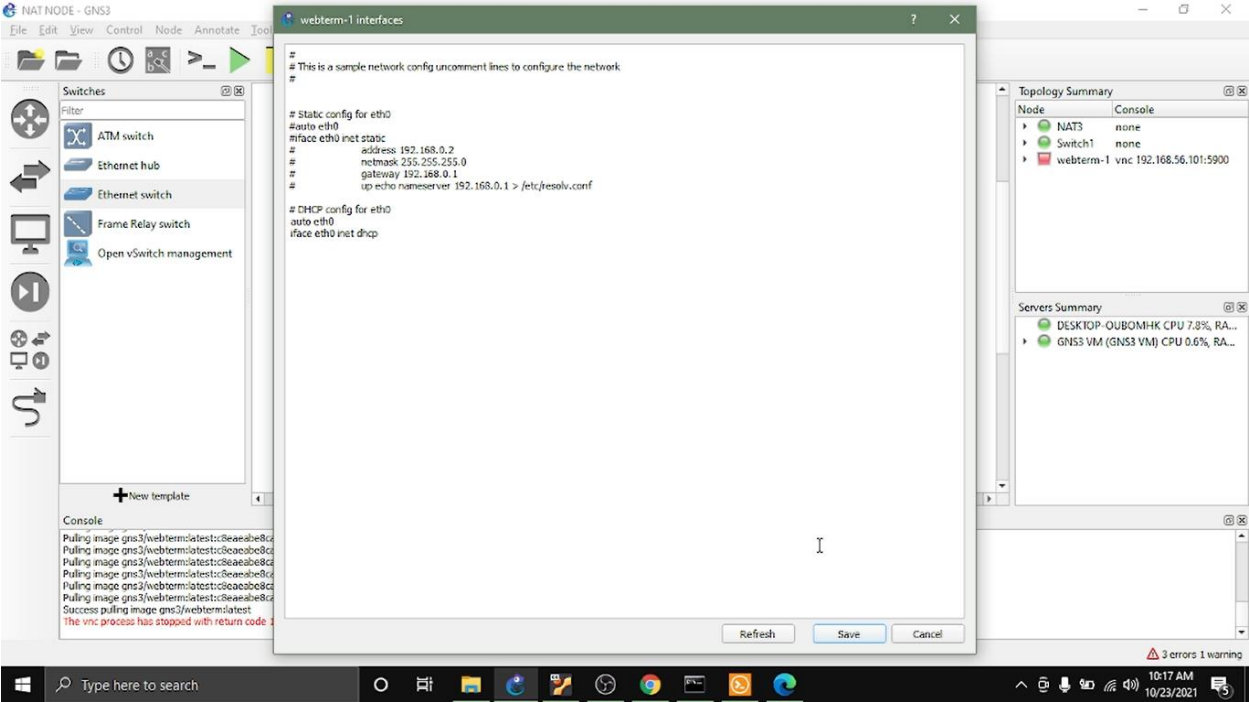 NAT NODE - GNS3
File Edit View Control Node Annotate Tool
webterm-1 interfaces
#
# This is a sample network config uncomment lines to configure the network
#
# Static config for eth0
#auto eth0
#iface eth0 inet static
# address 192.168.0.2
# netmask 255.255.255.0
# gateway 192.168.0.1
# up echo nameserver 192.168.0.1 > /etc/resolv.conf
# DHCP config for eth0
auto eth0
iface eth0 inet dhcp
Refresh Save Cancel
Switches
Filter
ATM switch
Ethernet hub
Ethernet switch
Frame Relay switch
Open vSwitch management
New template
Topology Summary
Node Console
NAT3 none
Switch1 none
webterm-1 vnc 192.168.56.101:5900
Servers Summary
DESKTOP-OUBOMHK CPU 7.8%, RA...
GNS3 VM (GNS3 VM) CPU 0.6%, RA...
Console
Pulling image gns3/webterm:latest:c8eaeabe8ca
Pulling image gns3/webterm:latest:c8eaeabe8ca
Pulling image gns3/webterm:latest:c8eaeabe8ca
Pulling image gns3/webterm:latest:c8eaeabe8ca
Pulling image gns3/webterm:latest:c8eaeabe8ca
Pulling image gns3/webterm:latest:c8eaeabe8ca
Success pulling image gns3/webterm:latest
The vnc process has stopped with return code 1
3 errors 1 warning
Type here to search
10:17 AM
10/23/2021
5